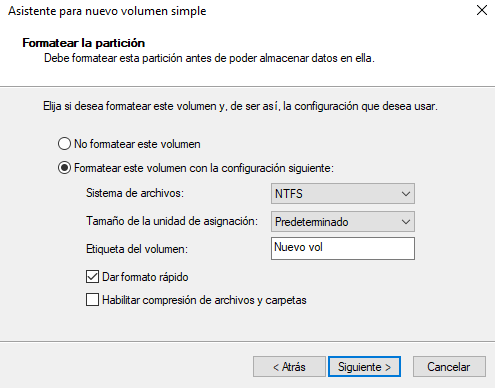 Asistente para nuevo volumen simple
Formatear la partición
Debe formatear esta partición antes de poder almacenar datos en ella.
Elija si desea formatear este volumen y, de ser así, la configuración que desea usar.
No formatear este volumen
Formatear este volumen con la configuración siguiente:
Sistema de archivos: NTFS
Tamaño de la unidad de asignación: Predeterminado
Etiqueta del volumen: Nuevo vol
Dar formato rápido
Habilitar compresión de archivos y carpetas
< Atrás Siguiente > Cancelar